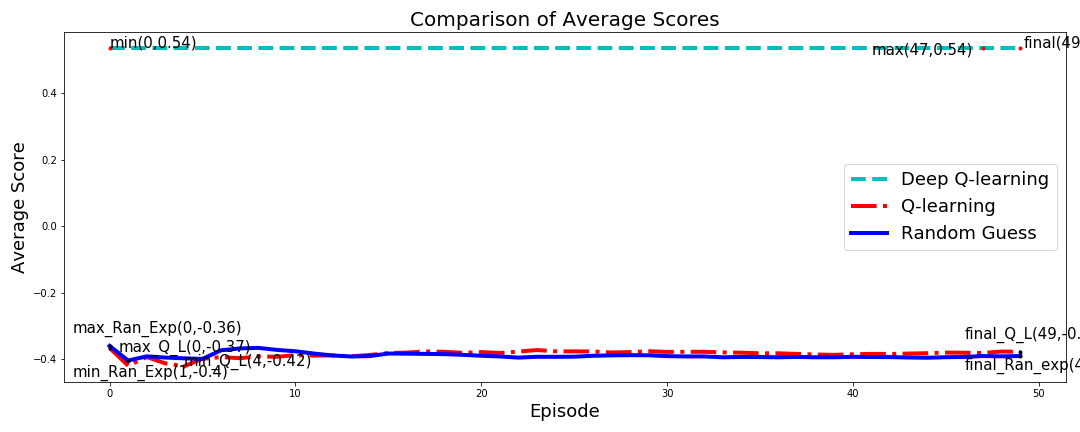 Comparison of Average Scores
min(0,0.54)
max(47,0.54)
final(49
Average Score
0.4
0.2
0.0
−0.2
−0.4
Deep Q-learning
Q-learning
Random Guess
max_Ran_Exp(0,-0.36)
max_Q_L(0,-0.37)
min_Q_L(4,-0.42)
min_Ran_Exp(1,-0.4)
final_Q_L(49,-0.
final_Ran_exp(4
0
10
20
30
40
50
Episode